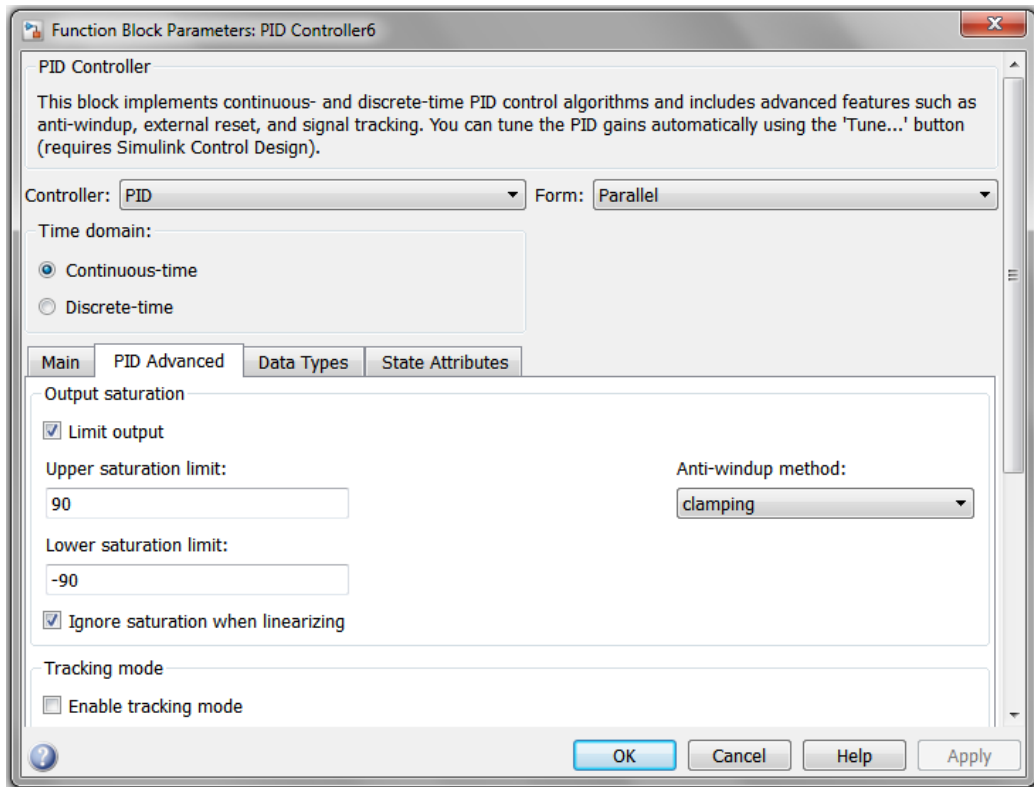 Function Block Parameters: PID Controller6
PID Controller
This block implements continuous- and discrete-time PID control algorithms and includes advanced features such as
anti-windup, external reset, and signal tracking. You can tune the PID gains automatically using the 'Tune...' button
(requires Simulink Control Design).
Controller: PID Form: Parallel
Time domain:
Continuous-time
Discrete-time
Main PID Advanced Data Types State Attributes
Output saturation
Limit output
Upper saturation limit: Anti-windup method:
90 clamping
Lower saturation limit:
-90
Ignore saturation when linearizing
Tracking mode
Enable tracking mode
OK Cancel Help Apply